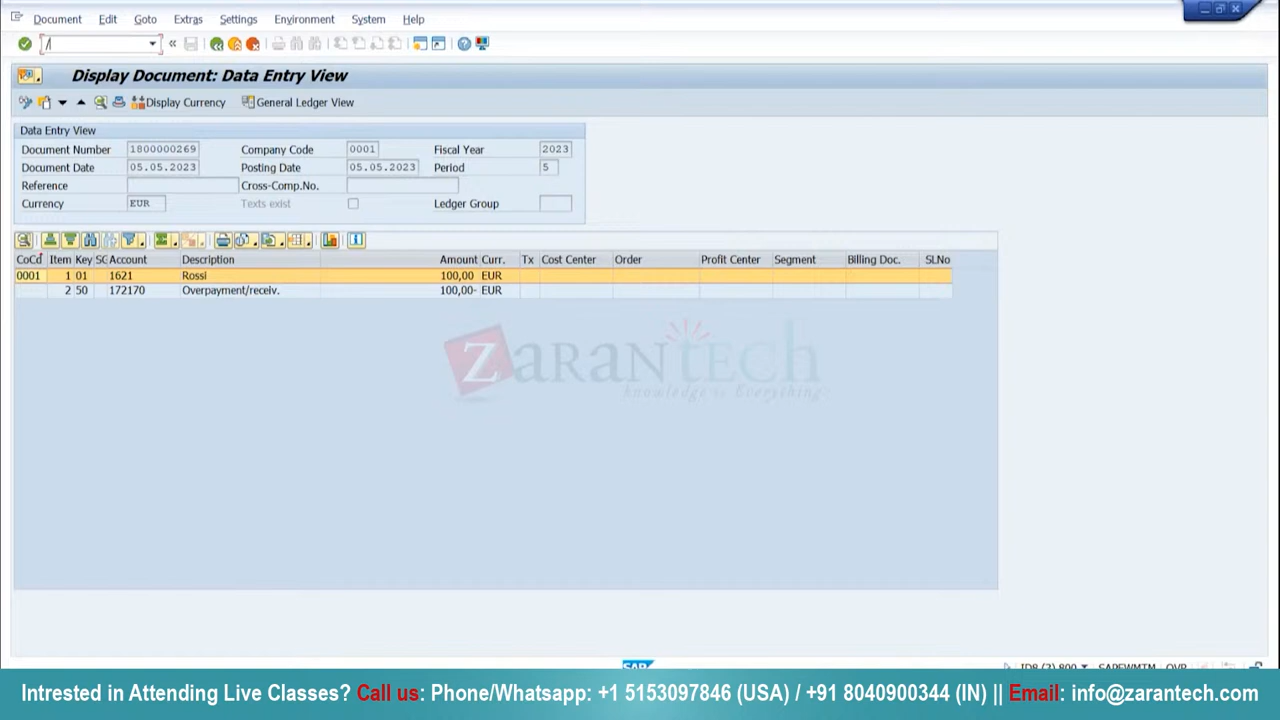 Document Edit Goto Extras Settings Environment System Help
/
Display Document: Data Entry View
Display Currency General Ledger View
Data Entry View
Document Number 1800000269 Company Code 0001 Fiscal Year 2023
Document Date 05.05.2023 Posting Date 05.05.2023 Period 5
Reference Cross-Comp.No.
Currency EUR Texts exist Ledger Group
CoCd Item Key SG Account Description Amount Curr. Tx Cost Center Order Profit Center Segment Billing Doc. SLNo
0001 1 01 1621 Rossi 100,00 EUR
2 50 172170 Overpayment/receiv. 100,00- EUR
ZARANTECH
knowledge is Everything
SAP
Intrested in Attending Live Classes? Call us: Phone/Whatsapp: +1 5153097846 (USA) / +91 8040900344 (IN) || Email: info@zarantech.com